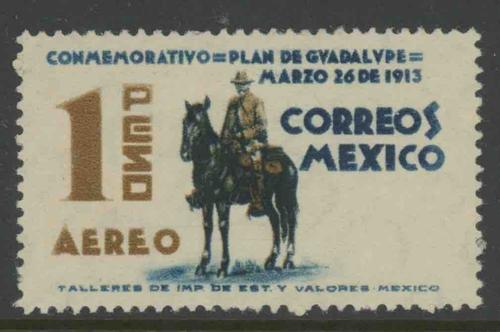 CONMEMORATIVO=PLAN DE GVADALVPE=
MARZO 26 DE 1913
1 PESO
CORREOS
MEXICO
AEREO
TALLERES DE IMP. DE EST. Y VALORES-MEXICO